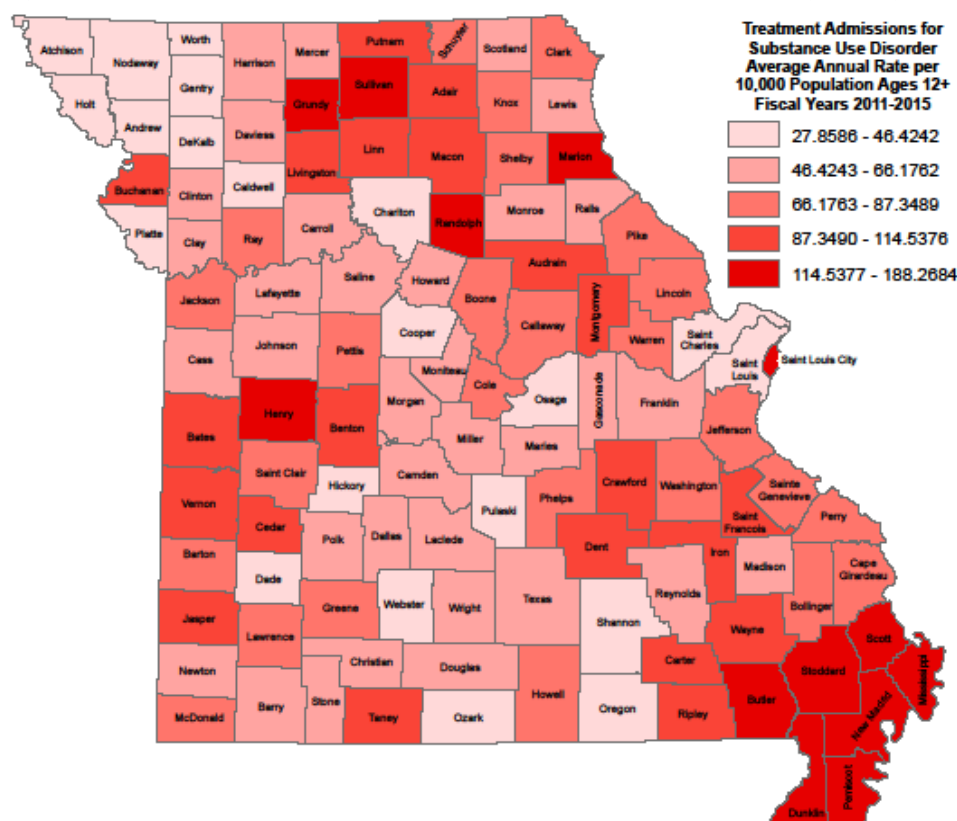 Treatment Admissions for
Substance Use Disorder
Average Annual Rate per
10,000 Population Ages 12+
Fiscal Years 2011-2015
27.8586 - 46.4242
46.4243 - 66.1762
66.1763 - 87.3489
87.3490 - 114.5376
114.5377 - 188.2684
Atchison
Nodaway
Worth
Harrison
Mercer
Putnam
Schuyler
Scotland
Clark
Holt
Gentry
Grundy
Sullivan
Adair
Knox
Lewis
Andrew
DeKalb
Daviess
Livingston
Linn
Macon
Shelby
Marion
Buchanan
Clinton
Caldwell
Chariton
Randolph
Monroe
Ralls
Platte
Clay
Ray
Carroll
Pike
Saline
Howard
Audrain
Jackson
Lafayette
Boone
Callaway
Montgomery
Lincoln
Cooper
Warren
Saint
Charles
Saint
Louis
Saint Louis City
Cass
Johnson
Pettis
Moniteau
Cole
Osage
Gasconade
Franklin
Jefferson
Henry
Benton
Morgan
Miller
Maries
Bates
Saint Clair
Hickory
Camden
Pulaski
Phelps
Crawford
Washington
Sainte
Genevieve
Saint
Francois
Perry
Vernon
Cedar
Polk
Dallas
Laclede
Dent
Iron
Madison
Cape
Girardeau
Barton
Dade
Greene
Webster
Wright
Texas
Shannon
Reynolds
Bollinger
Jasper
Lawrence
Wayne
Scott
Newton
Christian
Douglas
Carter
Stoddard
Mississippi
McDonald
Barry
Stone
Taney
Ozark
Howell
Oregon
Ripley
Butler
New Madrid
Dunklin
Pemiscot